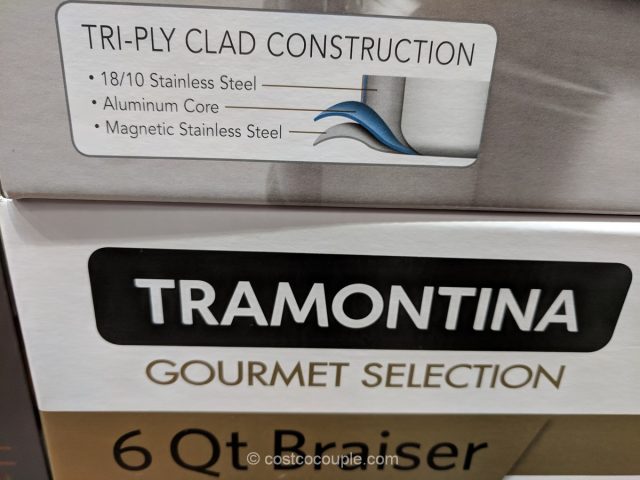 TRI-PLY CLAD CONSTRUCTION
• 18/10 Stainless Steel
• Aluminum Core
• Magnetic Stainless Steel
TRAMONTINA
GOURMET SELECTION
6 Qt Braiser
© costcocouple.com